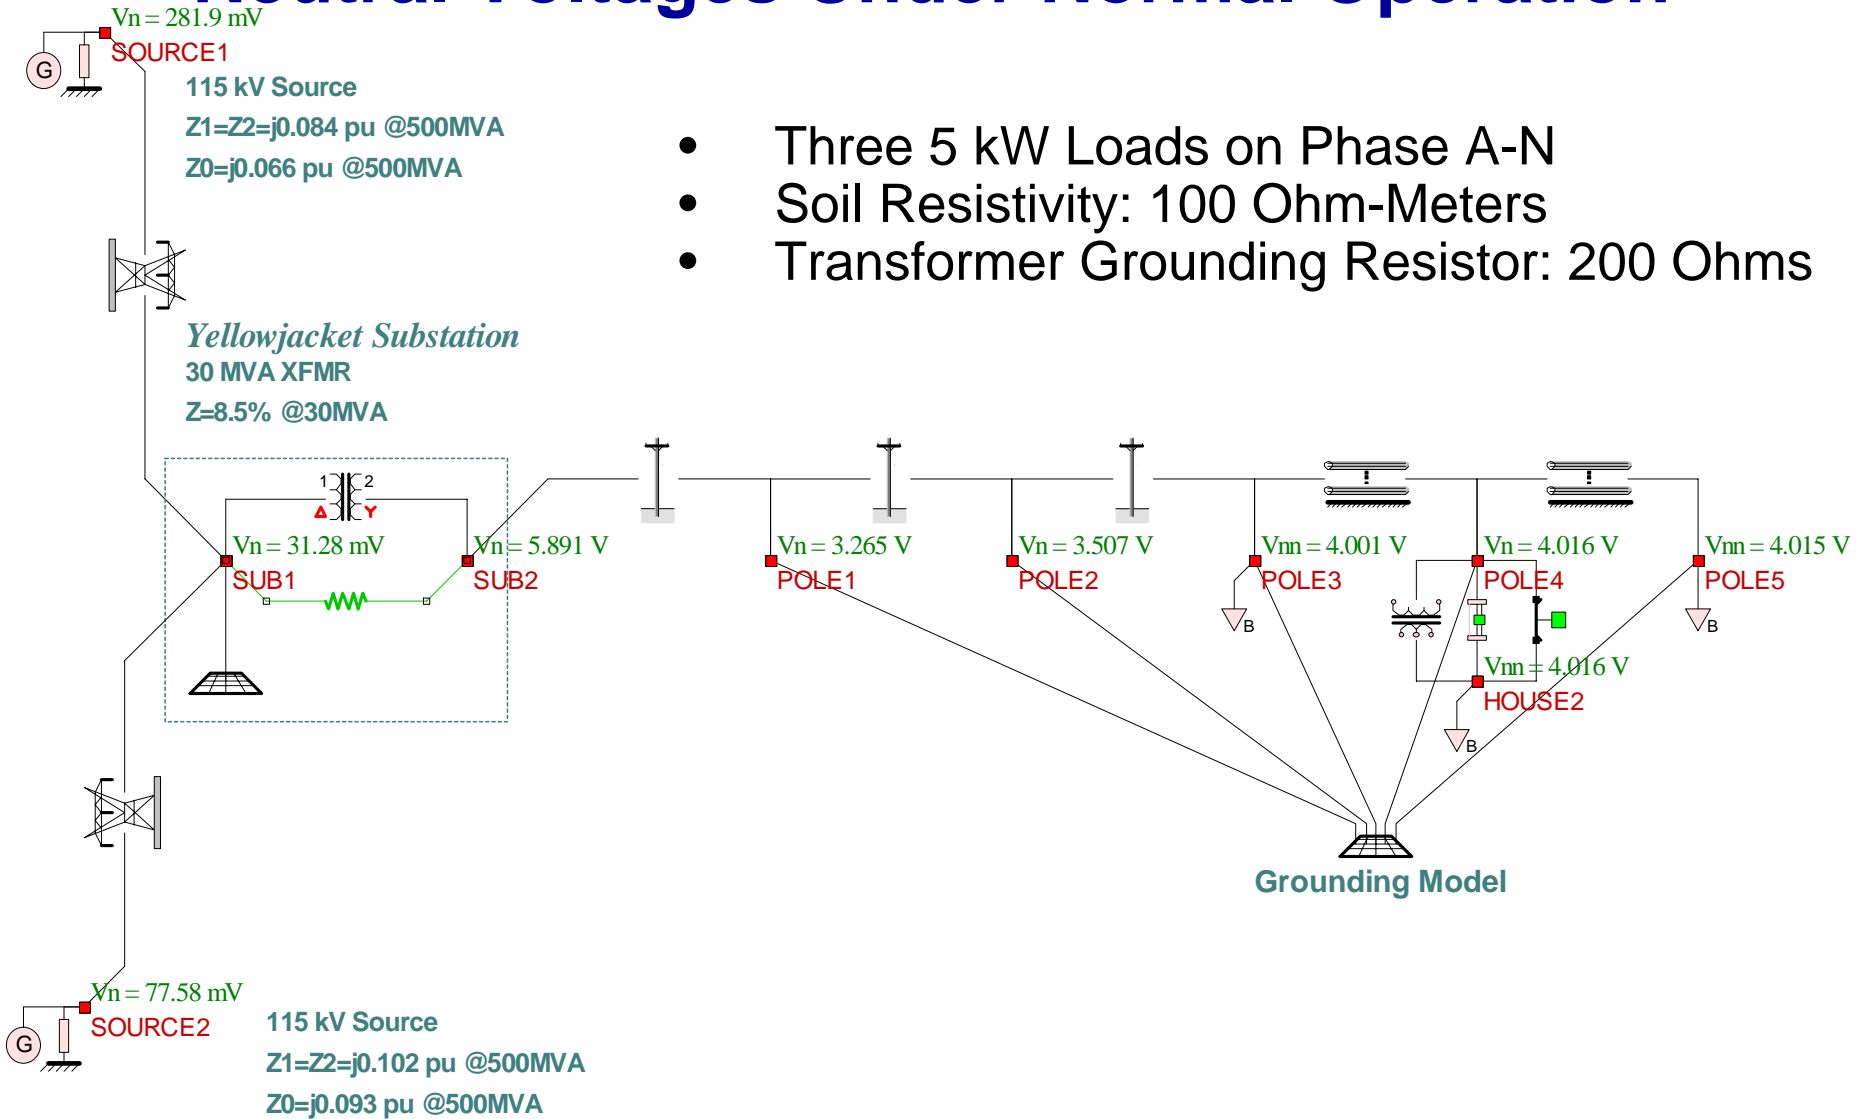 Neutral Voltages Under Normal Operation
Vn = 281.9 mV
SOURCE1
G
115 kV Source
Z1=Z2=j0.084 pu @500MVA
Z0=j0.066 pu @500MVA
• Three 5 kW Loads on Phase A-N
• Soil Resistivity: 100 Ohm-Meters
• Transformer Grounding Resistor: 200 Ohms
Yellowjacket Substation
30 MVA XFMR
Z=8.5% @30MVA
1 2
Δ Y
Vn = 31.28 mV
SUB1
Vn = 5.891 V
SUB2
Vn = 3.265 V
POLE1
Vn = 3.507 V
POLE2
Vnn = 4.001 V
POLE3
B
Vn = 4.016 V
POLE4
Vnn = 4.015 V
POLE5
B
Vnn = 4.016 V
HOUSE2
B
Grounding Model
Vn = 77.58 mV
SOURCE2
G
115 kV Source
Z1=Z2=j0.102 pu @500MVA
Z0=j0.093 pu @500MVA